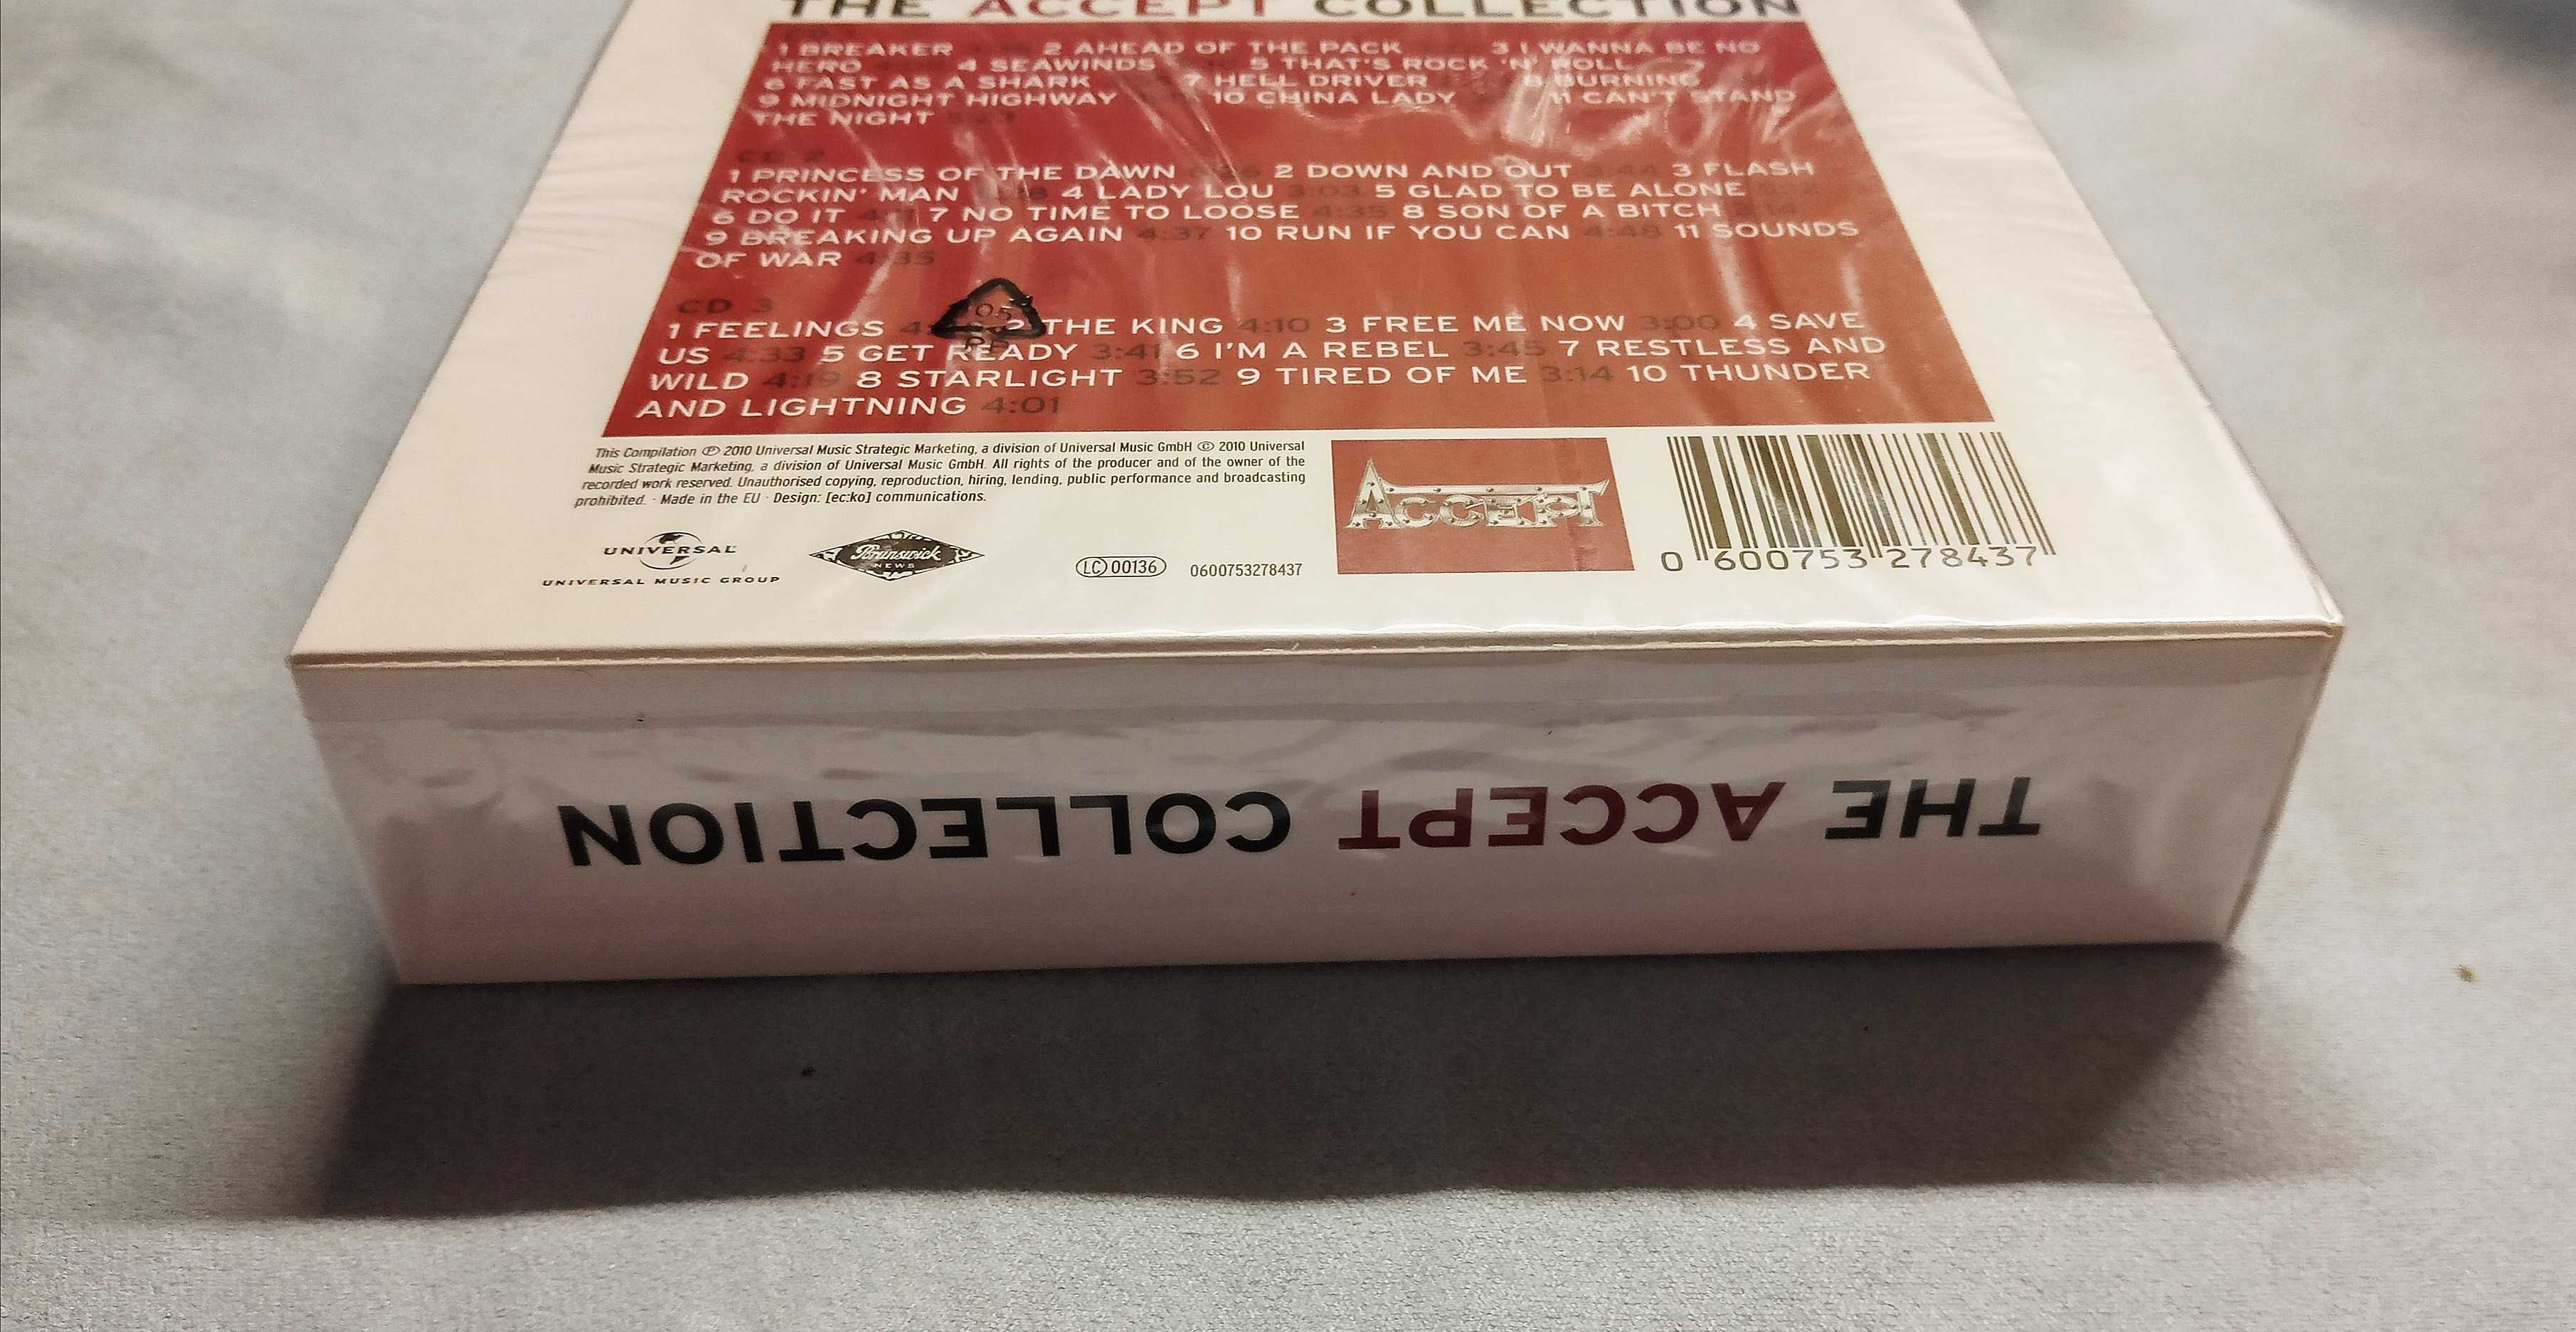 THE ACCEPT COLLECTION
1 BREAKER 2 AHEAD OF THE PACK 3 I WANNA BE NO
HERO 4 SEAWINDS 5 THAT'S ROCK 'N' ROLL
6 FAST AS A SHARK 7 HELL DRIVER 8 BURNING
9 MIDNIGHT HIGHWAY 10 CHINA LADY 11 CAN'T STAND
THE NIGHT
CD 2
1 PRINCESS OF THE DAWN 2 DOWN AND OUT 3 FLASH
ROCKIN' MAN 4 LADY LOU 3:03 5 GLAD TO BE ALONE
6 DO IT 7 NO TIME TO LOOSE 4:35 8 SON OF A BITCH
9 BREAKING UP AGAIN 4:37 10 RUN IF YOU CAN 4:48 11 SOUNDS
OF WAR 4:35
CD 3
1 FEELINGS 2 THE KING 4:10 3 FREE ME NOW 3:00 4 SAVE
US 4:33 5 GET READY 3:41 6 I'M A REBEL 3:45 7 RESTLESS AND
WILD 4:19 8 STARLIGHT 3:52 9 TIRED OF ME 3:14 10 THUNDER
AND LIGHTNING 4:01
05
PP
This Compilation ℗ 2010 Universal Music Strategic Marketing, a division of Universal Music GmbH © 2010 Universal
Music Strategic Marketing, a division of Universal Music GmbH. All rights of the producer and of the owner of the
recorded work reserved. Unauthorised copying, reproduction, hiring, lending, public performance and broadcasting
prohibited. · Made in the EU · Design: [ec:ko] communications.
UNIVERSAL
UNIVERSAL MUSIC GROUP
Brunswick
NEWS
LC 00136
0600753278437
ACCEPT
0 600753 278437
THE ACCEPT COLLECTION